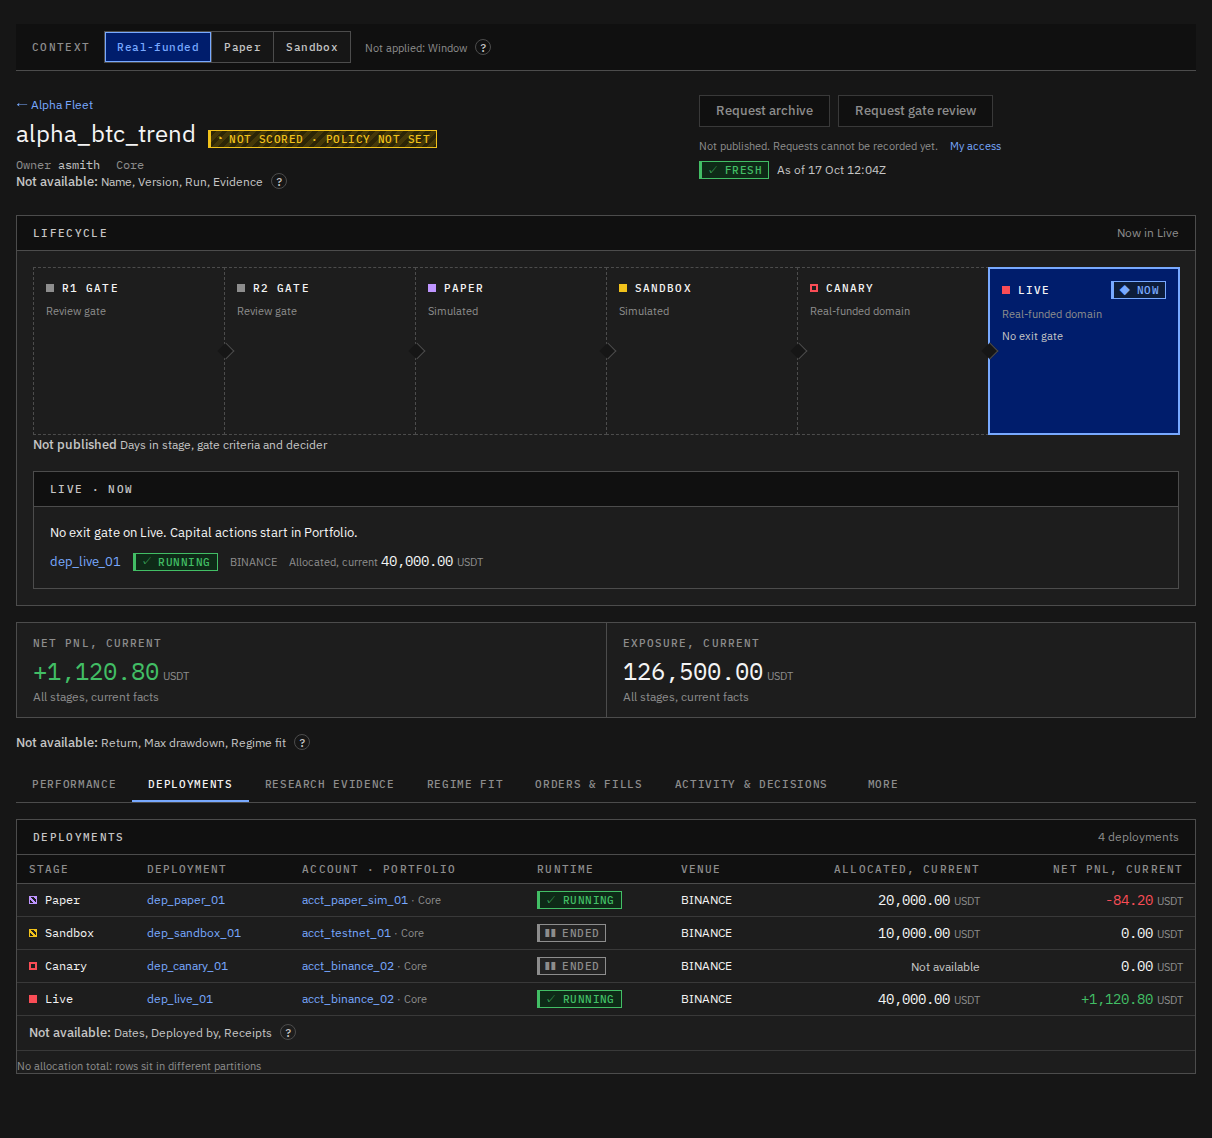 CONTEXT Real-funded Paper Sandbox Not applied: Window ?
← Alpha Fleet
Request archive Request gate review
alpha_btc_trend NOT SCORED · POLICY NOT SET
Not published. Requests cannot be recorded yet. My access
Owner asmith Core
✓ FRESH As of 17 Oct 12:04Z
Not available: Name, Version, Run, Evidence ?
LIFECYCLE Now in Live
R1 GATE R2 GATE PAPER SANDBOX CANARY LIVE ◆ NOW
Review gate Review gate Simulated Simulated Real-funded domain Real-funded domain
No exit gate
Not published Days in stage, gate criteria and decider
LIVE · NOW
No exit gate on Live. Capital actions start in Portfolio.
dep_live_01 ✓ RUNNING BINANCE Allocated, current 40,000.00 USDT
NET PNL, CURRENT EXPOSURE, CURRENT
+1,120.80 USDT 126,500.00 USDT
All stages, current facts All stages, current facts
Not available: Return, Max drawdown, Regime fit ?
PERFORMANCE DEPLOYMENTS RESEARCH EVIDENCE REGIME FIT ORDERS & FILLS ACTIVITY & DECISIONS MORE
DEPLOYMENTS 4 deployments
STAGE DEPLOYMENT ACCOUNT · PORTFOLIO RUNTIME VENUE ALLOCATED, CURRENT NET PNL, CURRENT
Paper dep_paper_01 acct_paper_sim_01 · Core ✓ RUNNING BINANCE 20,000.00 USDT -84.20 USDT
Sandbox dep_sandbox_01 acct_testnet_01 · Core ENDED BINANCE 10,000.00 USDT 0.00 USDT
Canary dep_canary_01 acct_binance_02 · Core ENDED BINANCE Not available 0.00 USDT
Live dep_live_01 acct_binance_02 · Core ✓ RUNNING BINANCE 40,000.00 USDT +1,120.80 USDT
Not available: Dates, Deployed by, Receipts ?
No allocation total: rows sit in different partitions